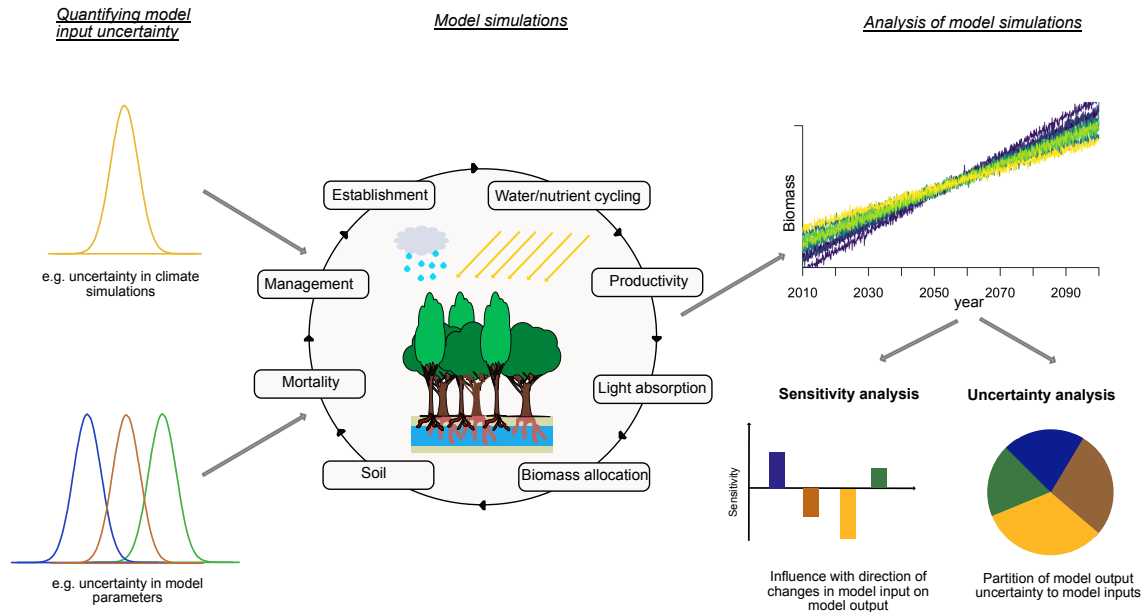 Quantifying model
input uncertainty
Model simulations
Analysis of model simulations
e.g. uncertainty in climate
simulations
e.g. uncertainty in model
parameters
Establishment
Water/nutrient cycling
Management
Productivity
Mortality
Light absorption
Soil
Biomass allocation
Biomass
2010 2030 2050 2070 2090
year
Sensitivity analysis
Uncertainty analysis
Sensitivity
Influence with direction of
changes in model input on
model output
Partition of model output
uncertainty to model inputs